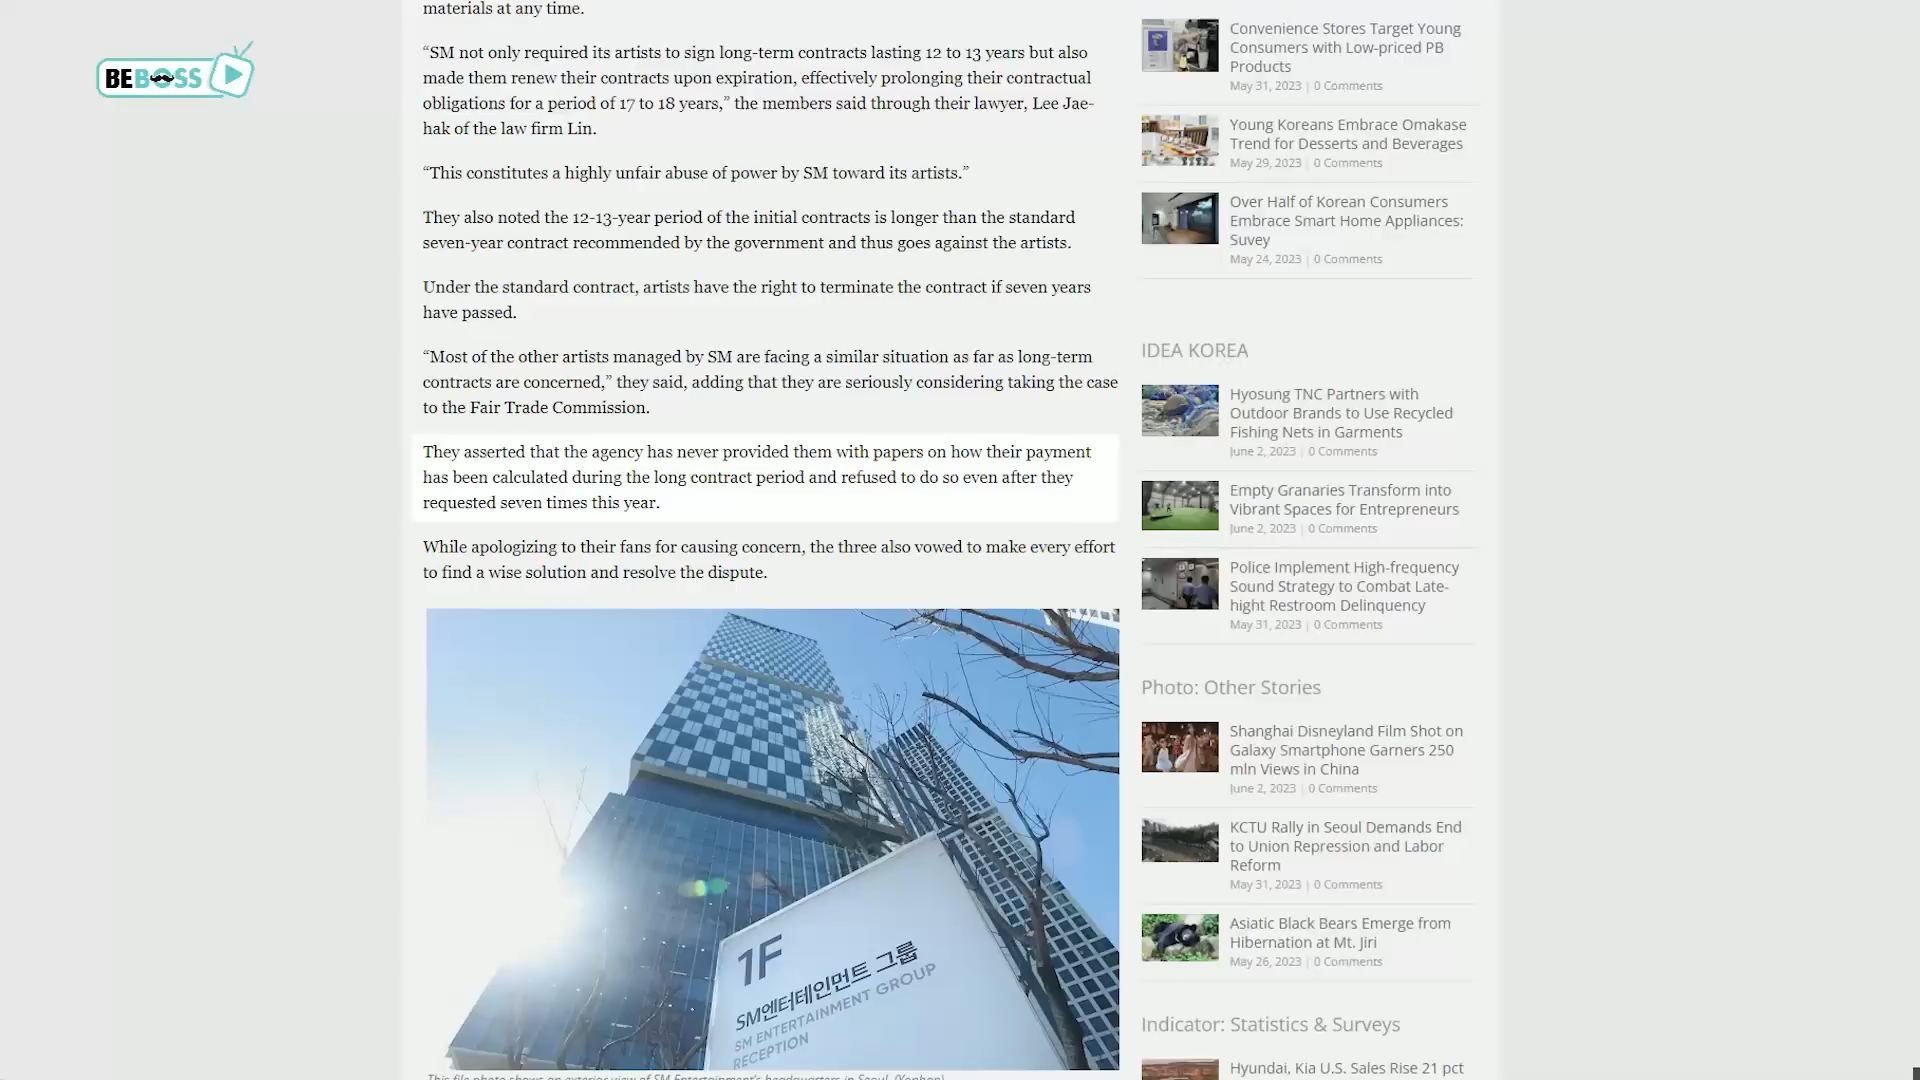 materials at any time.
BEBOSS
“SM not only required its artists to sign long-term contracts lasting 12 to 13 years but also
made them renew their contracts upon expiration, effectively prolonging their contractual
obligations for a period of 17 to 18 years,” the members said through their lawyer, Lee Jae-
hak of the law firm Lin.
“This constitutes a highly unfair abuse of power by SM toward its artists.”
They also noted the 12-13-year period of the initial contracts is longer than the standard
seven-year contract recommended by the government and thus goes against the artists.
Under the standard contract, artists have the right to terminate the contract if seven years
have passed.
“Most of the other artists managed by SM are facing a similar situation as far as long-term
contracts are concerned,” they said, adding that they are seriously considering taking the case
to the Fair Trade Commission.
They asserted that the agency has never provided them with papers on how their payment
has been calculated during the long contract period and refused to do so even after they
requested seven times this year.
While apologizing to their fans for causing concern, the three also vowed to make every effort
to find a wise solution and resolve the dispute.
1F
SM엔터테인먼트 그룹
SM ENTERTAINMENT GROUP
RECEPTION
This file photo shows an exterior view of SM Entertainment's headquarters in Seoul. (Yonhap)
Convenience Stores Target Young
Consumers with Low-priced PB
Products
May 31, 2023 | 0 Comments
Young Koreans Embrace Omakase
Trend for Desserts and Beverages
May 29, 2023 | 0 Comments
Over Half of Korean Consumers
Embrace Smart Home Appliances:
Suvey
May 24, 2023 | 0 Comments
IDEA KOREA
Hyosung TNC Partners with
Outdoor Brands to Use Recycled
Fishing Nets in Garments
June 2, 2023 | 0 Comments
Empty Granaries Transform into
Vibrant Spaces for Entrepreneurs
June 2, 2023 | 0 Comments
Police Implement High-frequency
Sound Strategy to Combat Late-
hight Restroom Delinquency
May 31, 2023 | 0 Comments
Photo: Other Stories
Shanghai Disneyland Film Shot on
Galaxy Smartphone Garners 250
mln Views in China
June 2, 2023 | 0 Comments
KCTU Rally in Seoul Demands End
to Union Repression and Labor
Reform
May 31, 2023 | 0 Comments
Asiatic Black Bears Emerge from
Hibernation at Mt. Jiri
May 26, 2023 | 0 Comments
Indicator: Statistics & Surveys
Hyundai, Kia U.S. Sales Rise 21 pct